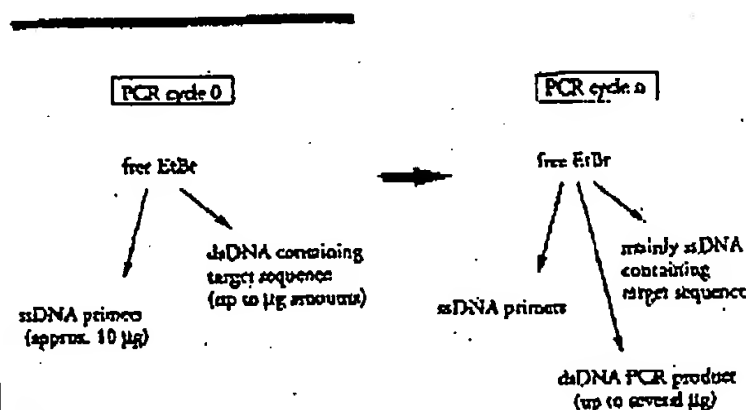 PCR cycle 0
free EtBr
dsDNA containing
target sequence
(up to μg amounts)
ssDNA primers
(approx. 10 μg)
PCR cycle n
free EtBr
mainly ssDNA
containing
target sequence
ssDNA primers
dsDNA PCR product
(up to several μg)